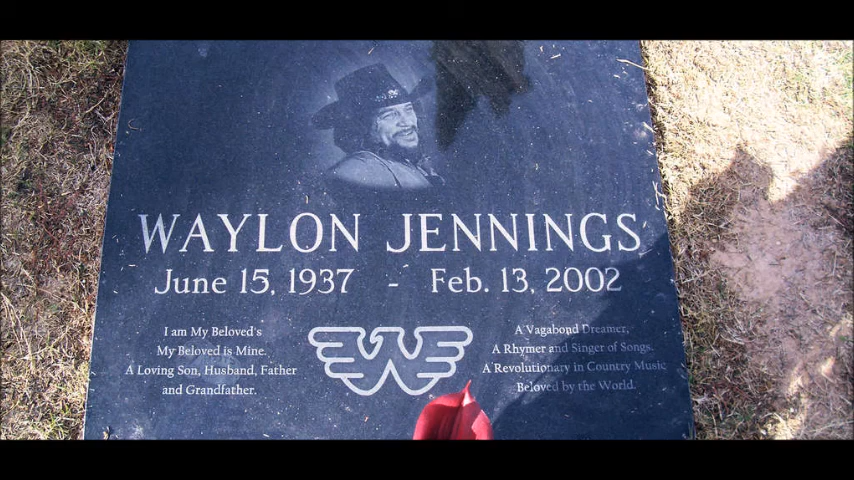 WAYLON JENNINGS
June 15, 1937 - Feb. 13, 2002
I am My Beloved's
My Beloved is Mine.
A Loving Son, Husband, Father
and Grandfather.
A Vagabond Dreamer,
A Rhymer and Singer of Songs.
A Revolutionary in Country Music
Beloved by the World.